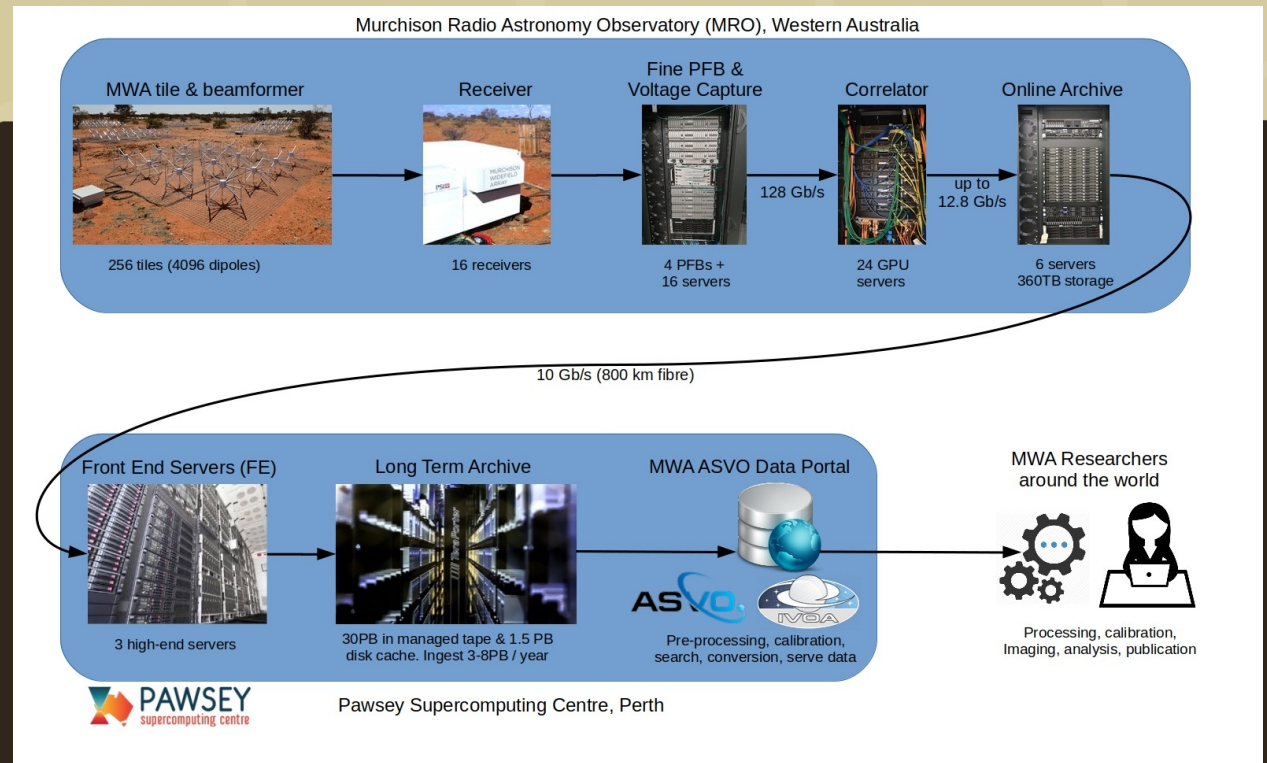 Murchison Radio Astronomy Observatory (MRO), Western Australia
MWA tile & beamformer
Receiver
Fine PFB &
Voltage Capture
Correlator
Online Archive
MURCHISON
WIDEFIELD
ARRAY
128 Gb/s
up to
12.8 Gb/s
256 tiles (4096 dipoles)
16 receivers
4 PFBs +
16 servers
24 GPU
servers
6 servers
360TB storage
10 Gb/s (800 km fibre)
Front End Servers (FE)
Long Term Archive
MWA ASVO Data Portal
MWA Researchers
around the world
ASVO
IVOA
3 high-end servers
30PB in managed tape & 1.5 PB
disk cache. Ingest 3-8PB / year
Pre-processing, calibration,
search, conversion, serve data
Processing, calibration,
Imaging, analysis, publication
PAWSEY
supercomputing centre
Pawsey Supercomputing Centre, Perth